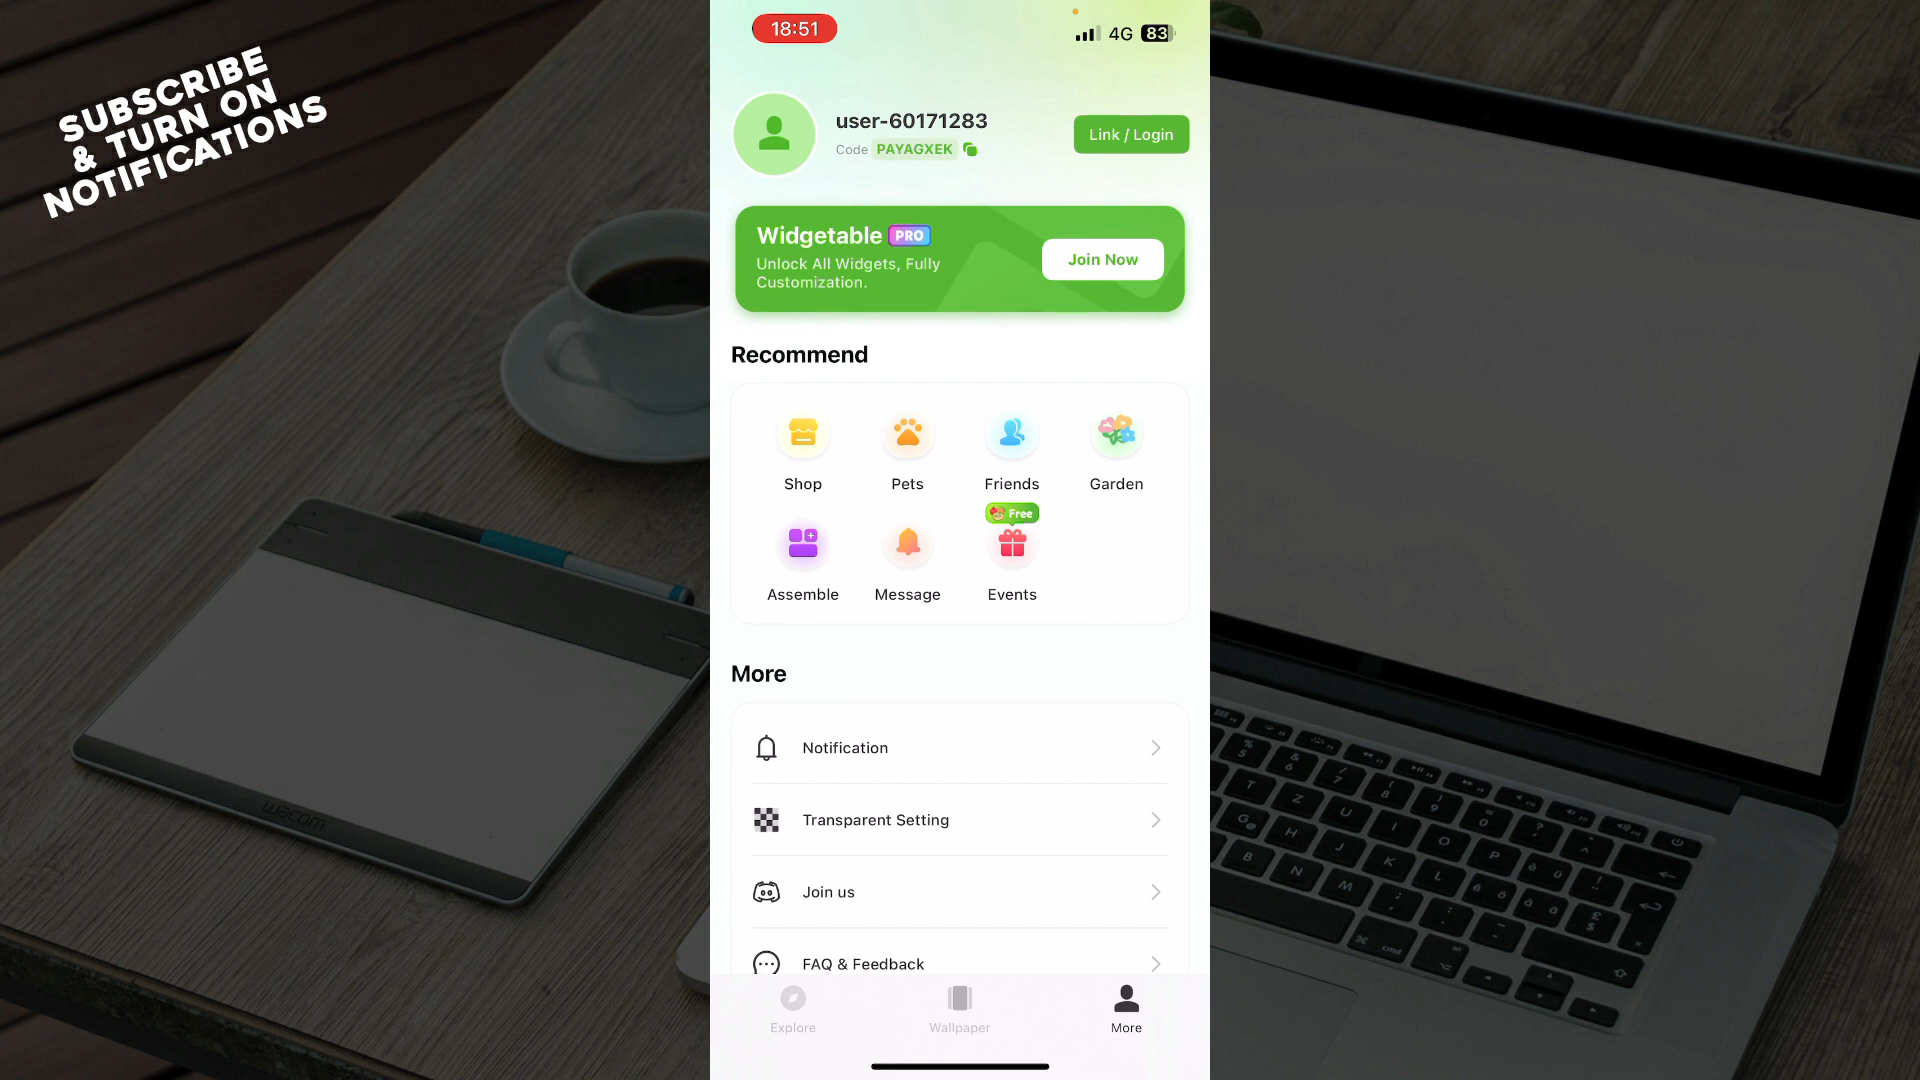 SUBSCRIBE
& TURN ON
NOTIFICATIONS
18:51
4G 83
user-60171283
Code PAYAGXEK
Link / Login
Widgetable PRO
Unlock All Widgets, Fully
Customization.
Join Now
Recommend
Shop
Pets
Friends
Garden
Free
Assemble
Message
Events
More
Notification
Transparent Setting
Join us
FAQ & Feedback
Explore
Wallpaper
More
wacom